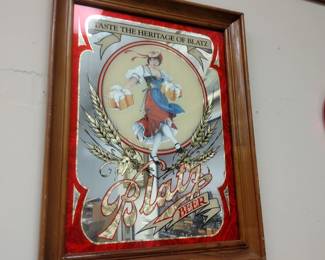 TASTE THE HERITAGE OF BLATZ
Blatz
BEER